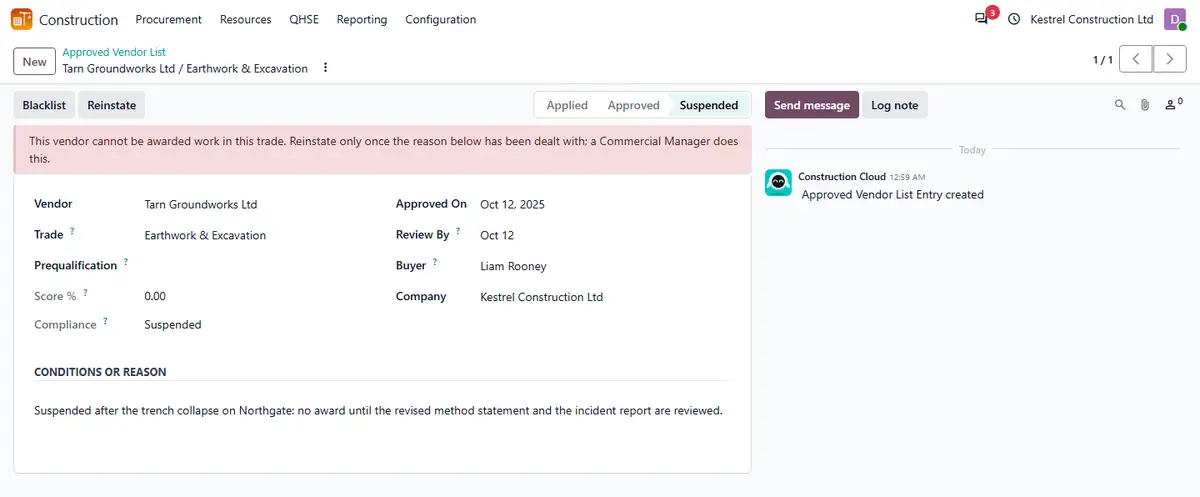 Construction Procurement Resources QHSE Reporting Configuration 3 Kestrel Construction Ltd D
New Approved Vendor List
Tarn Groundworks Ltd / Earthwork & Excavation
1 / 1
Blacklist Reinstate Applied Approved Suspended Send message Log note 0
This vendor cannot be awarded work in this trade. Reinstate only once the reason below has been dealt with; a Commercial Manager does
this.
Today
Construction Cloud 12:59 AM
Approved Vendor List Entry created
Vendor Tarn Groundworks Ltd Approved On Oct 12, 2025
Trade ? Earthwork & Excavation Review By ? Oct 12
Prequalification ? Buyer ? Liam Rooney
Score % ? 0.00 Company Kestrel Construction Ltd
Compliance ? Suspended
CONDITIONS OR REASON
Suspended after the trench collapse on Northgate: no award until the revised method statement and the incident report are reviewed.